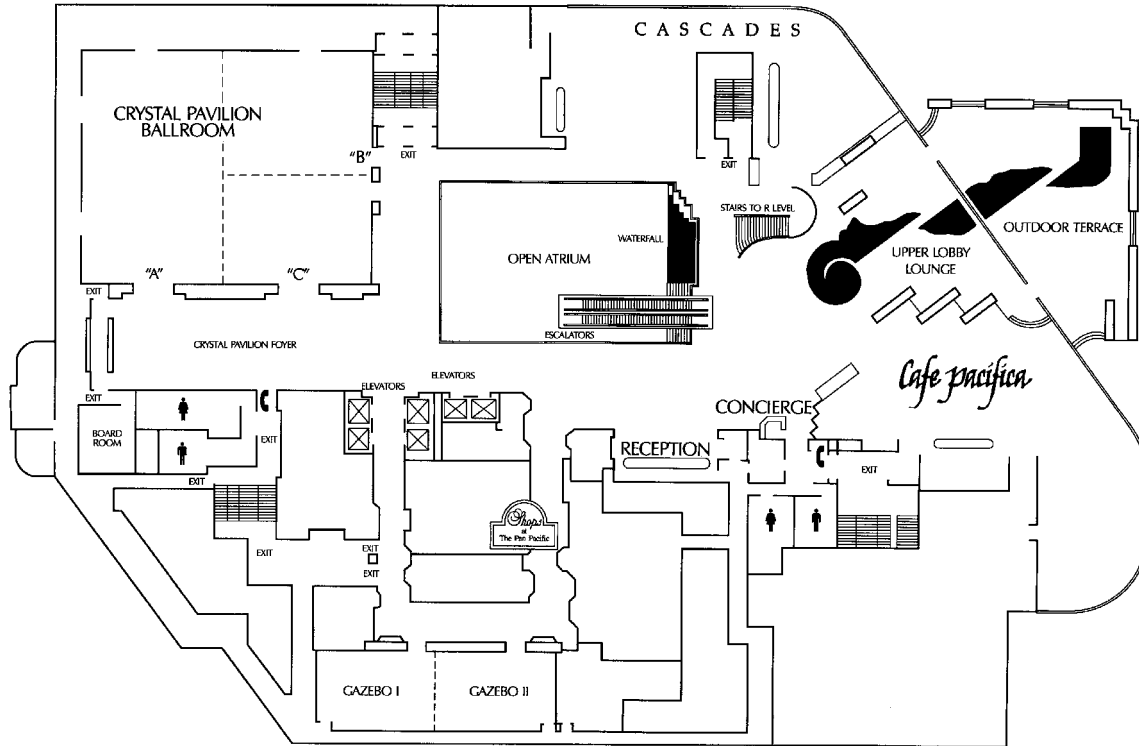 CASCADES
CRYSTAL PAVILION
BALLROOM
"B"
EXIT
EXIT
STAIRS TO R LEVEL
WATERFALL
OPEN ATRIUM
OUTDOOR TERRACE
UPPER LOBBY
LOUNGE
"A"
"C"
EXIT
ESCALATORS
CRYSTAL PAVILION FOYER
Cafe Pacifica
ELEVATORS
ELEVATORS
EXIT
CONCIERGE
BOARD
ROOM
EXIT
RECEPTION
EXIT
EXIT
Shops
at
The Pan Pacific
EXIT
EXIT
EXIT
GAZEBO I
GAZEBO II